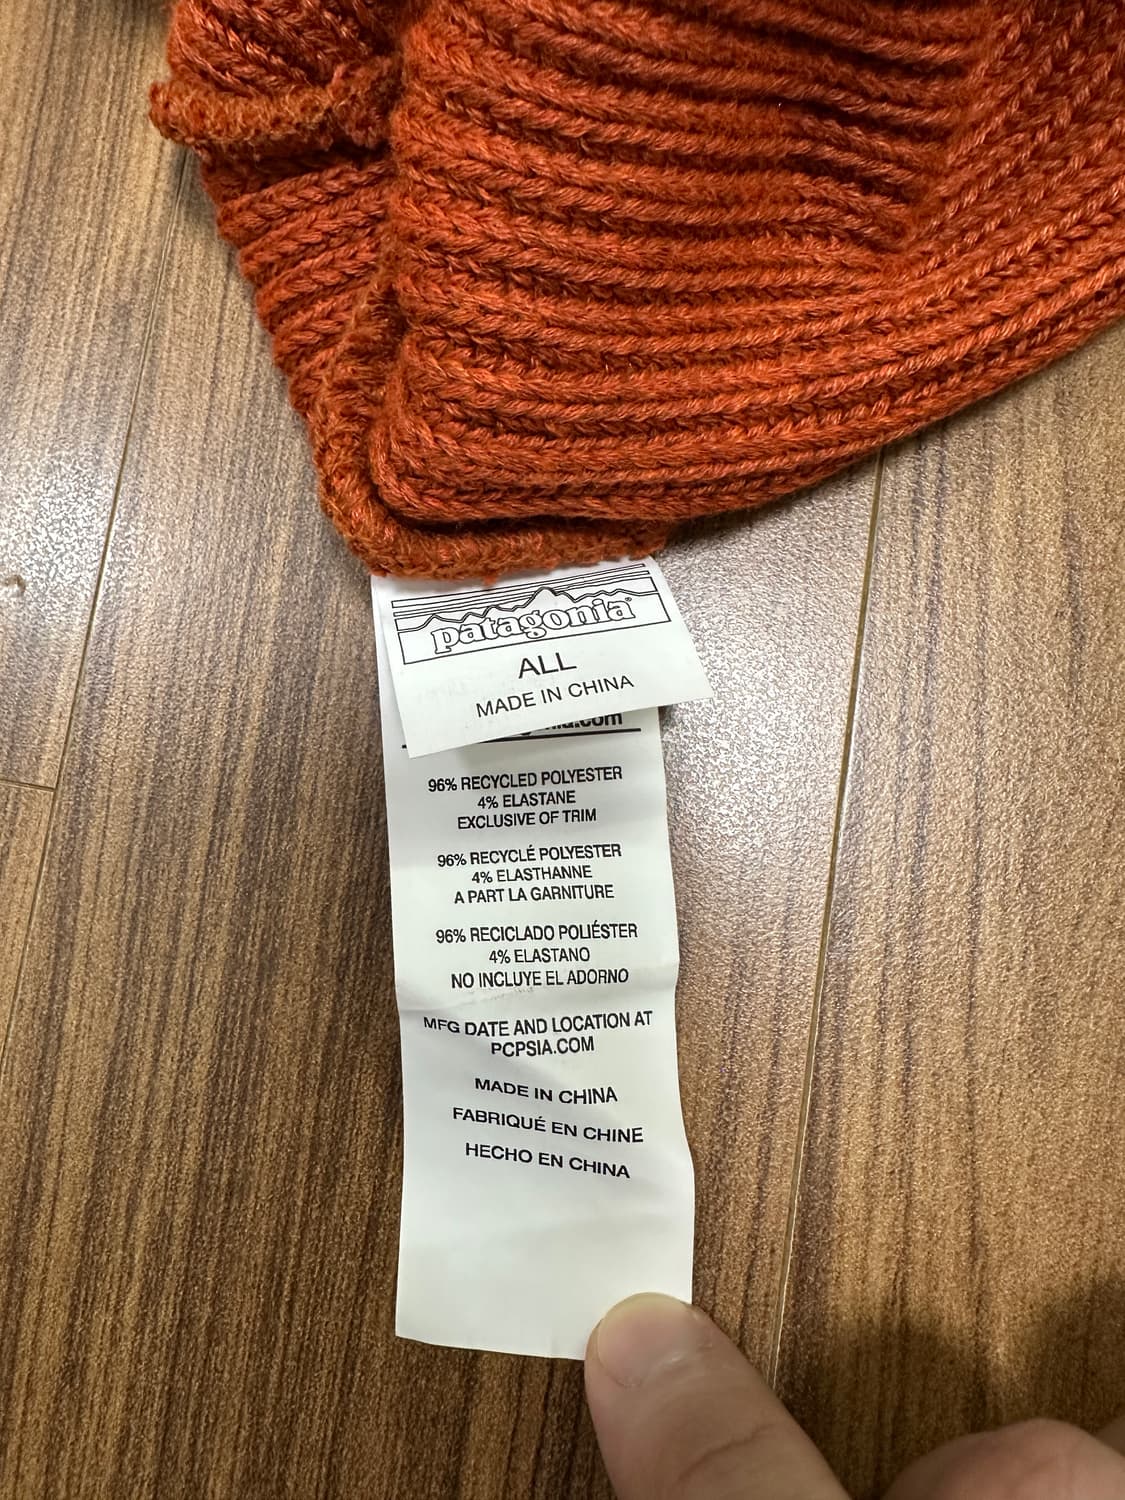 patagonia
ALL
MADE IN CHINA
96% RECYCLED POLYESTER
4% ELASTANE
EXCLUSIVE OF TRIM
96% RECYCLÉ POLYESTER
4% ELASTHANNE
A PART LA GARNITURE
96% RECICLADO POLIÉSTER
4% ELASTANO
NO INCLUYE EL ADORNO
MFG DATE AND LOCATION AT
PCPSIA.COM
MADE IN CHINA
FABRIQUÉ EN CHINE
HECHO EN CHINA